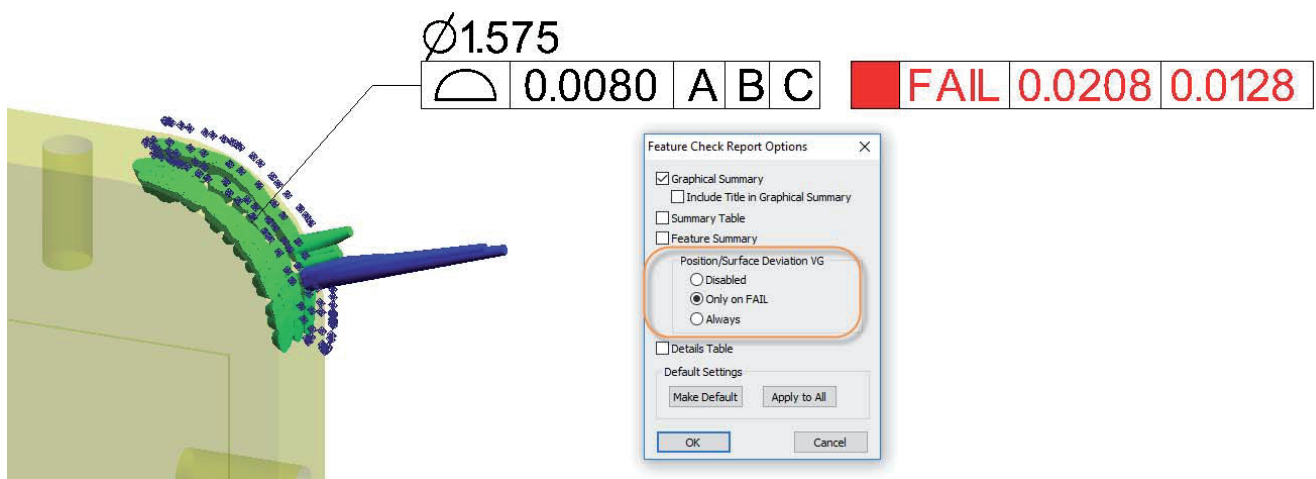 Ø1.575
0.0080 A B C FAIL 0.0208 0.0128
Feature Check Report Options
Graphical Summary
Include Title in Graphical Summary
Summary Table
Feature Summary
Position/Surface Deviation VG
Disabled
Only on FAIL
Always
Details Table
Default Settings
Make Default Apply to All
OK Cancel